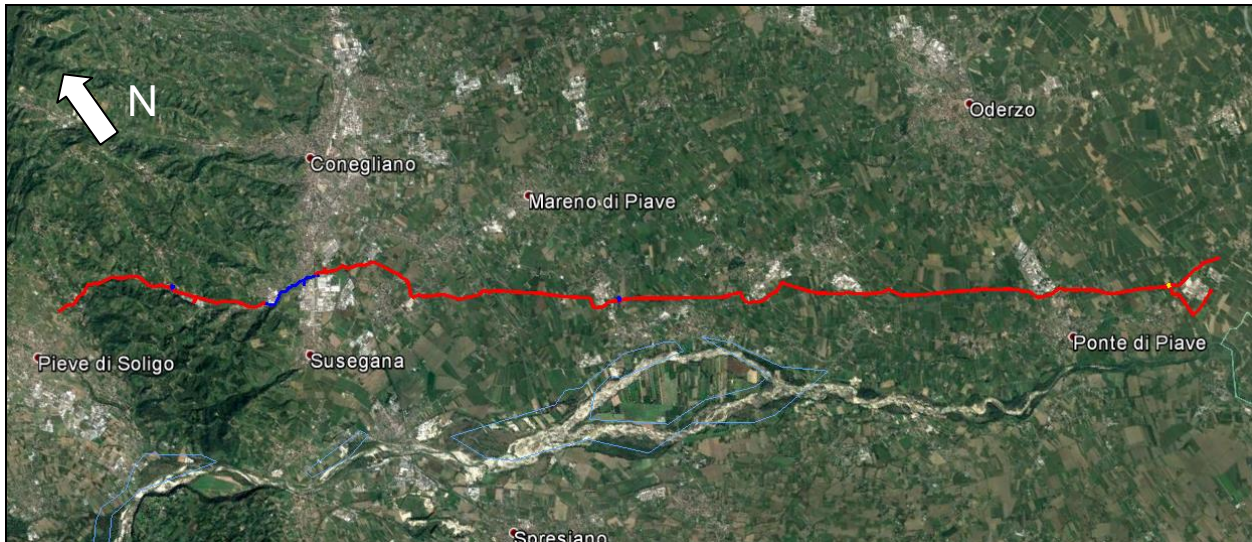 N
Oderzo
Conegliano
Mareno di Piave
Ponte di Piave
Susegana
Pieve di Soligo
Spresiano